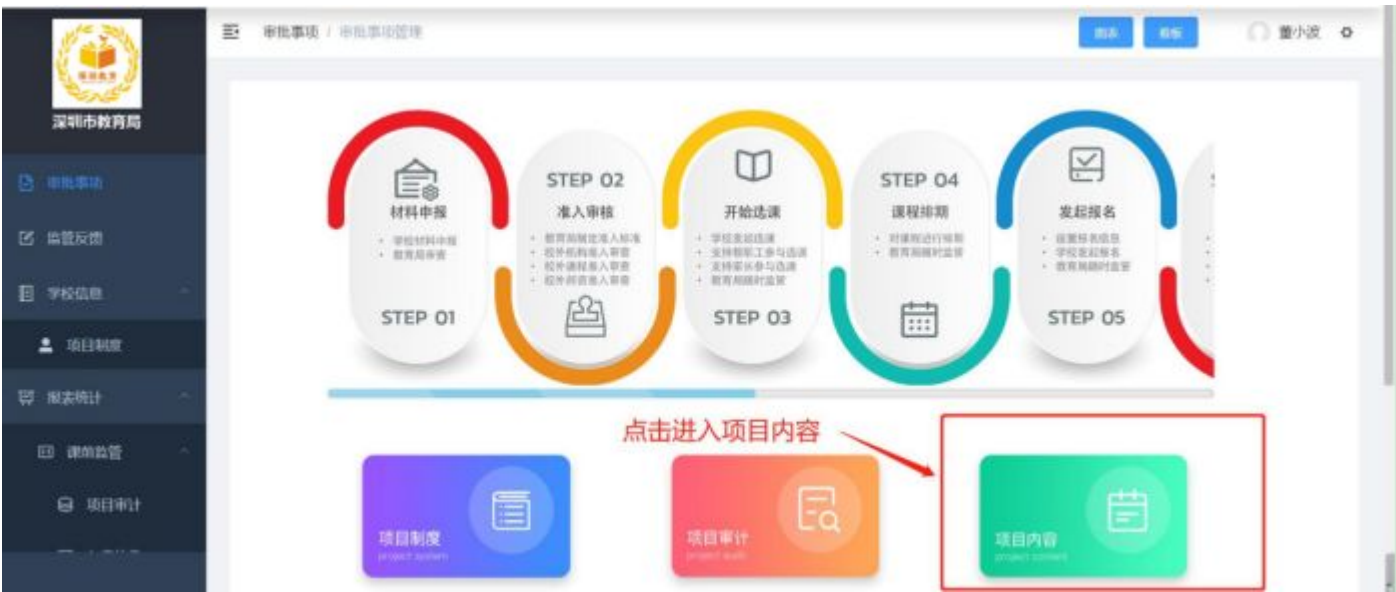 审批事项 / 审批事项管理
图表
看板
董小波
深圳市教育局
审批事项
监管反馈
学校信息
项目制度
报表统计
课前监管
项目审计
材料申报
· 学校材料申报
· 教育局审查
STEP 01
STEP 02
准入审核
· 教育局制定准入标准
· 校外机构准入审查
· 校外课程准入审查
· 校外师资准入审查
开始选课
· 学校发起选课
· 支持教职工参与选课
· 支持家长参与选课
· 教育局随时监管
STEP 03
STEP 04
课程排期
· 对课程进行排期
· 教育局随时监管
发起报名
· 设置报名信息
· 学校发起报名
· 教育局随时监管
STEP 05
点击进入项目内容
项目制度
project system
项目审计
project audit
项目内容
project content